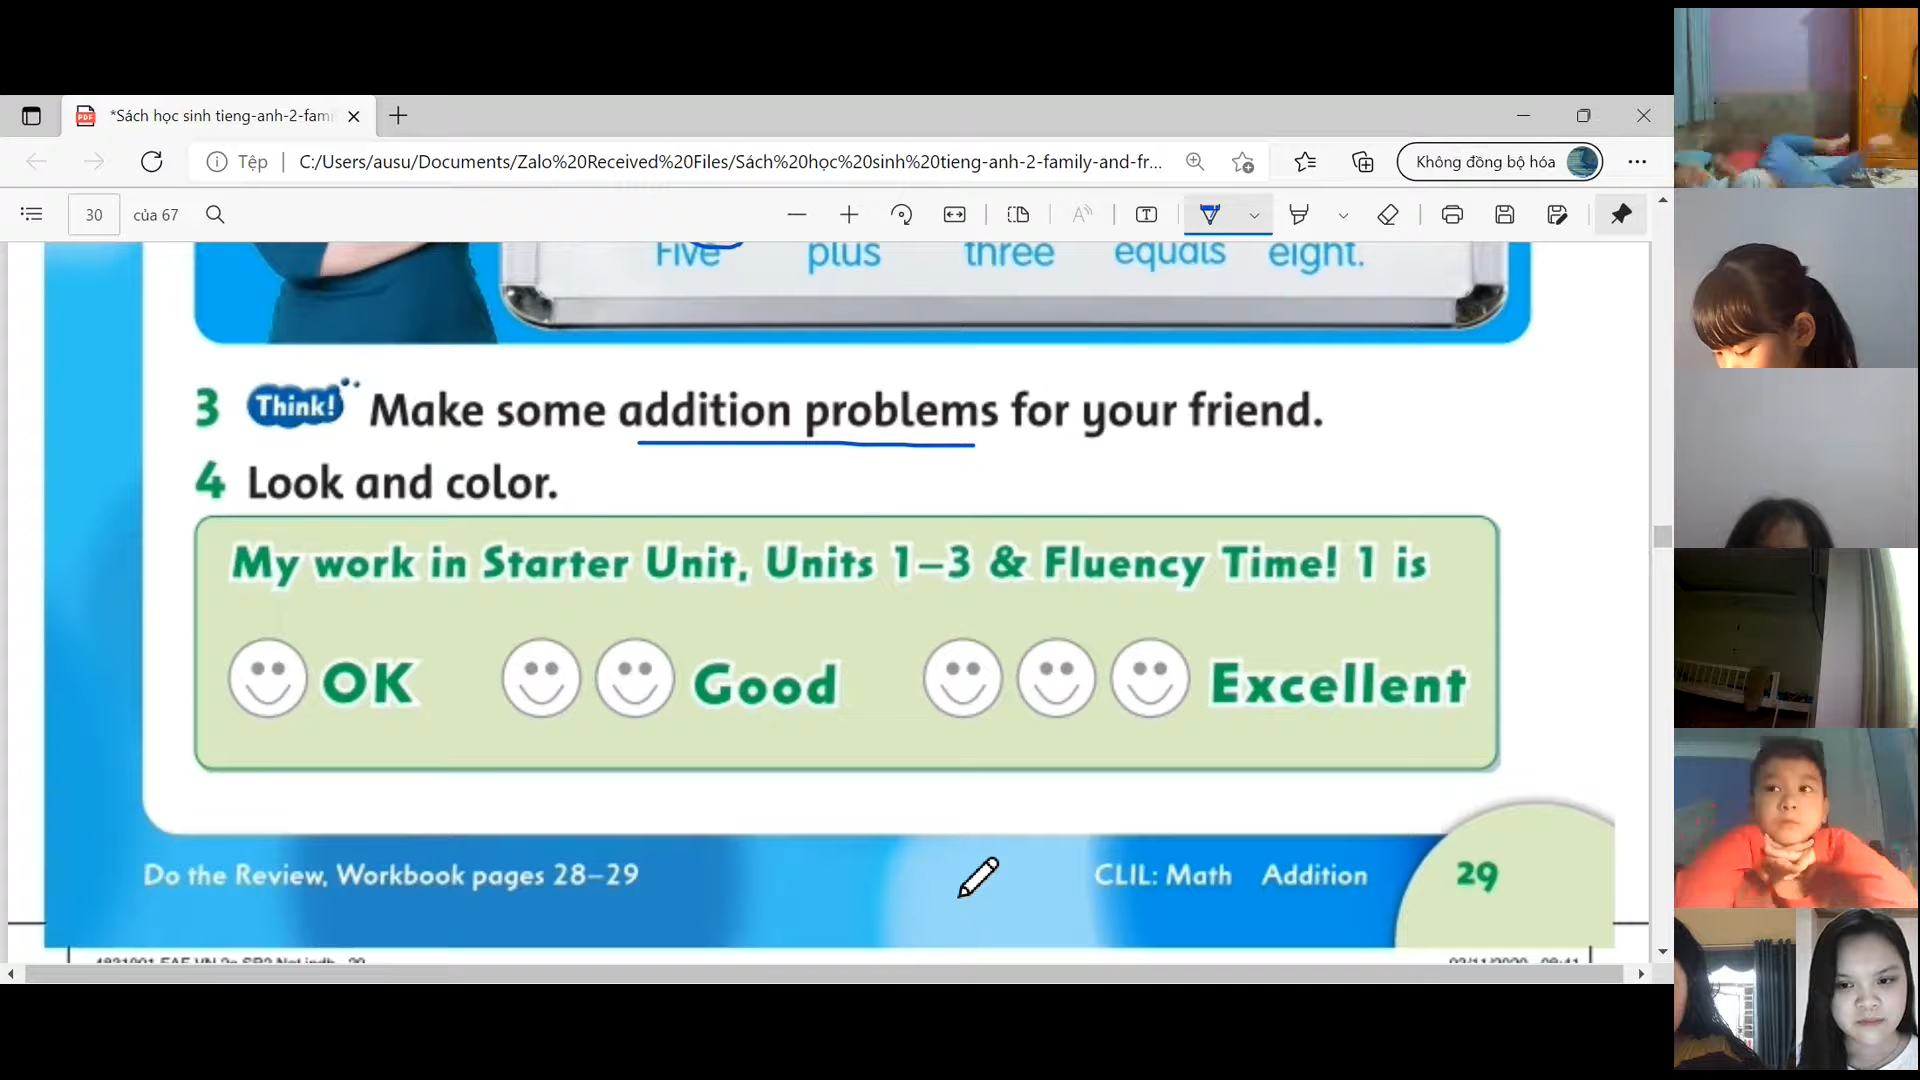 *Sách học sinh tieng-anh-2-fami
Tệp
C:/Users/ausu/Documents/Zalo%20Received%20Files/Sách%20học%20sinh%20tieng-anh-2-family-and-fr...
Không đồng bộ hóa
30 của 67
Five plus three equals eight.
3 Think! Make some addition problems for your friend.
4 Look and color.
My work in Starter Unit, Units 1–3 & Fluency Time! 1 is
OK Good Excellent
Do the Review, Workbook pages 28–29
CLIL: Math Addition 29